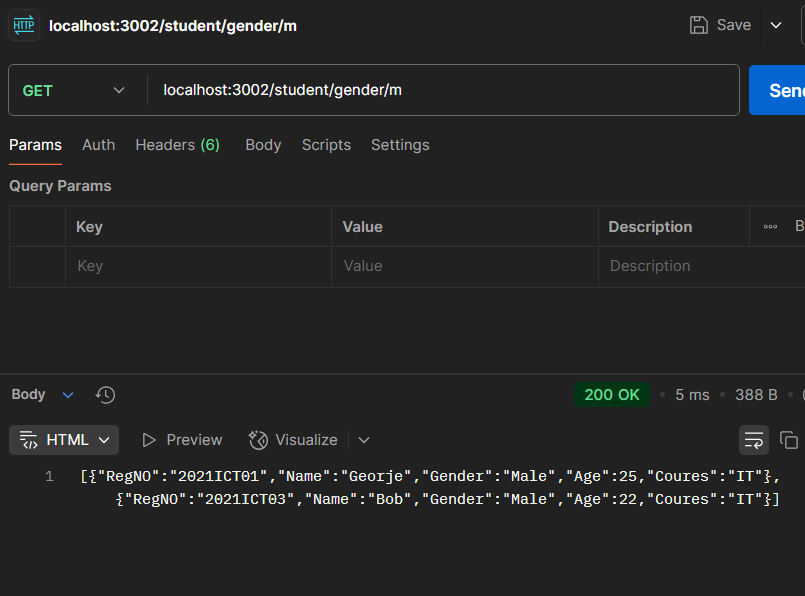 HTTP localhost:3002/student/gender/m Save
GET localhost:3002/student/gender/m Send
Params Auth Headers (6) Body Scripts Settings
Query Params
Key Value Description B
Key Value Description
Body 200 OK • 5 ms • 388 B •
HTML Preview Visualize
1 [{"RegNO":"2021ICT01","Name":"Georje","Gender":"Male","Age":25,"Coures":"IT"},
{"RegNO":"2021ICT03","Name":"Bob","Gender":"Male","Age":22,"Coures":"IT"}]